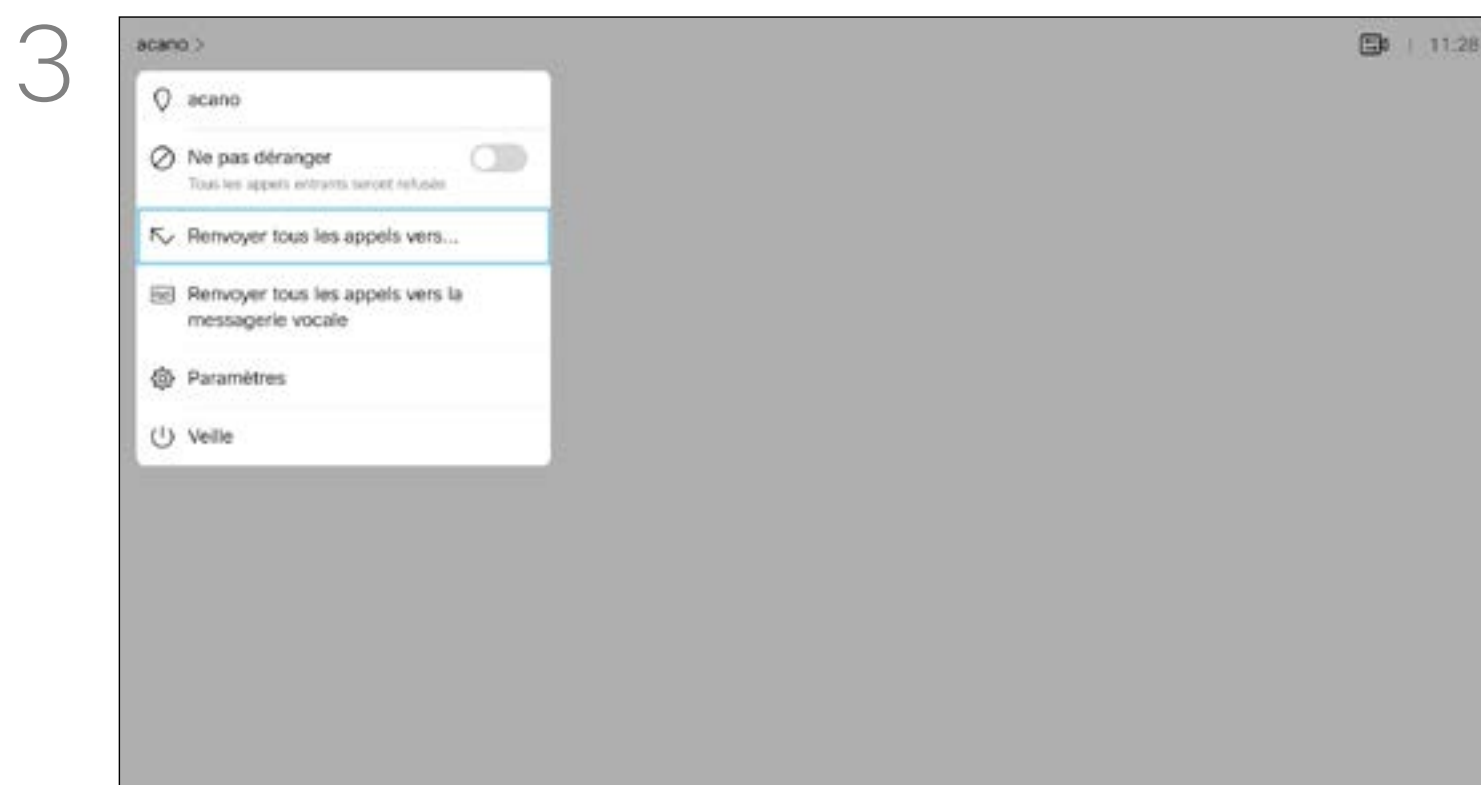 3
acano >
11:28
acano
Ne pas déranger
Tous les appels entrants seront refusés
Renvoyer tous les appels vers...
Renvoyer tous les appels vers la
messagerie vocale
Paramètres
Veille